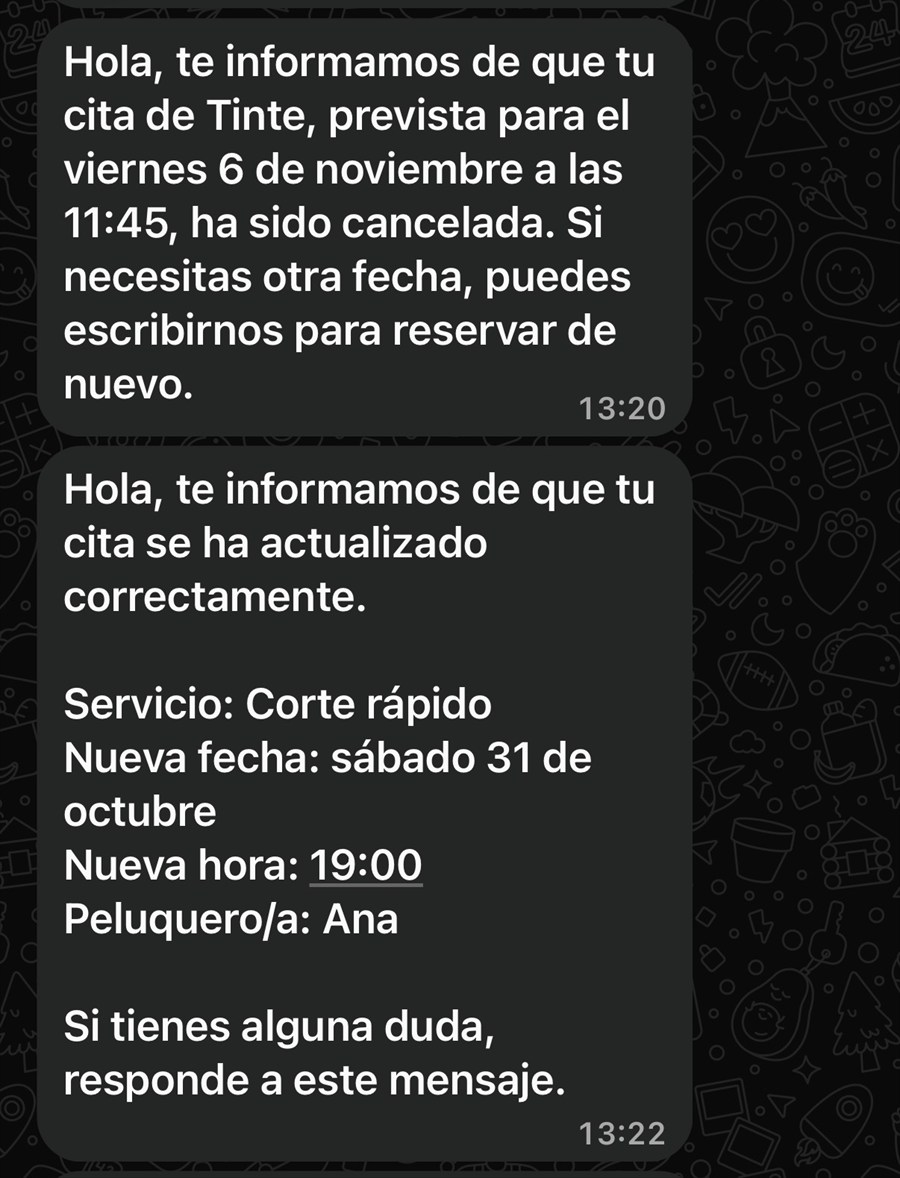 Hola, te informamos de que tu
cita de Tinte, prevista para el
viernes 6 de noviembre a las
11:45, ha sido cancelada. Si
necesitas otra fecha, puedes
escribirnos para reservar de
nuevo.
13:20
Hola, te informamos de que tu
cita se ha actualizado
correctamente.
Servicio: Corte rápido
Nueva fecha: sábado 31 de
octubre
Nueva hora: 19:00
Peluquero/a: Ana
Si tienes alguna duda,
responde a este mensaje.
13:22